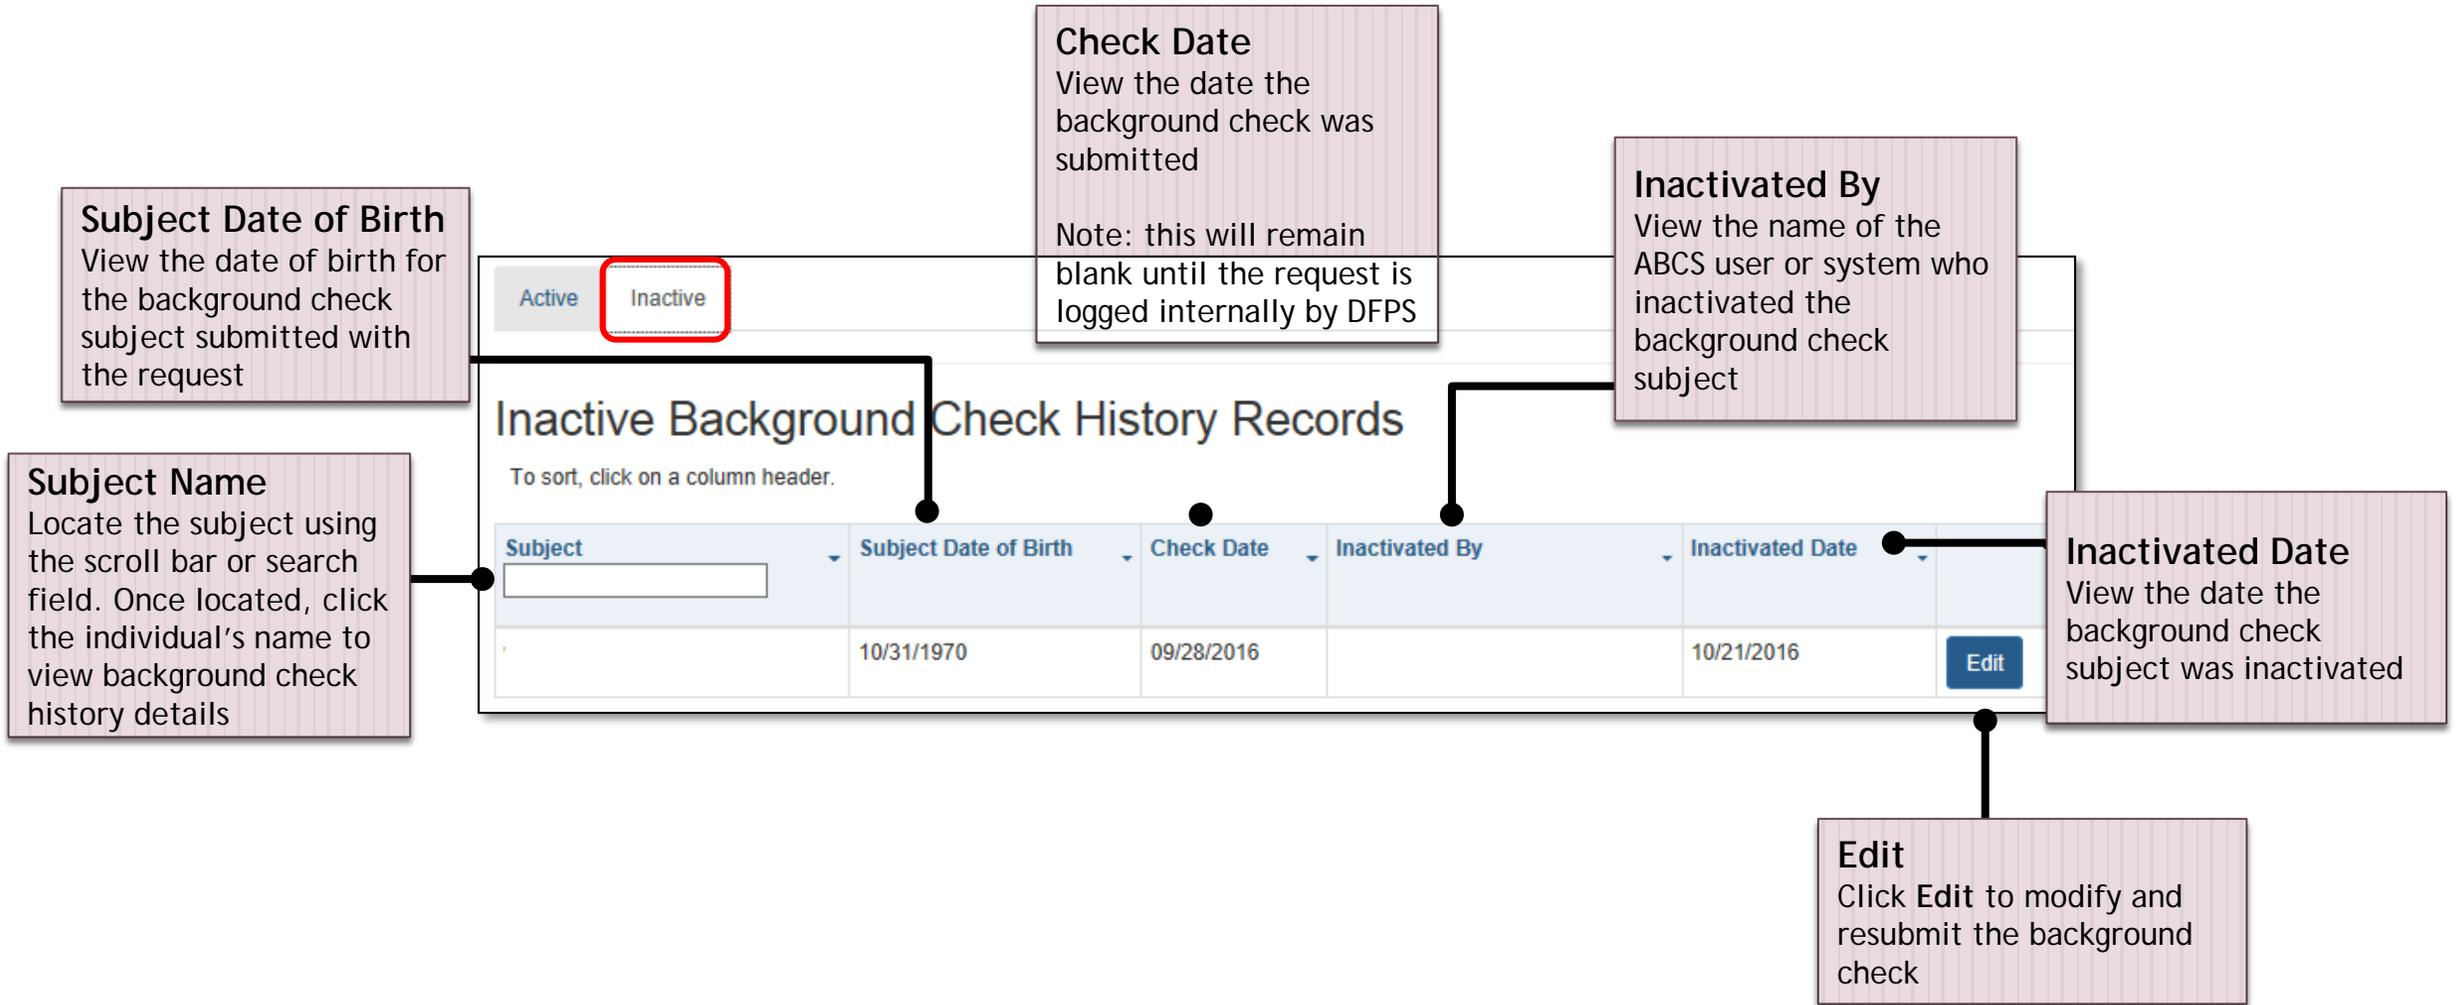 Check Date
View the date the
background check was
submitted
Note: this will remain
blank until the request is
logged internally by DFPS
Inactivated By
View the name of the
ABCS user or system who
inactivated the
background check
subject
Subject Date of Birth
View the date of birth for
the background check
subject submitted with
the request
Active Inactive
Inactive Background Check History Records
To sort, click on a column header.
Subject Name
Locate the subject using
the scroll bar or search
field. Once located, click
the individual’s name to
view background check
history details
Subject Subject Date of Birth Check Date Inactivated By Inactivated Date
10/31/1970 09/28/2016 10/21/2016 Edit
Inactivated Date
View the date the
background check
subject was inactivated
Edit
Click Edit to modify and
resubmit the background
check